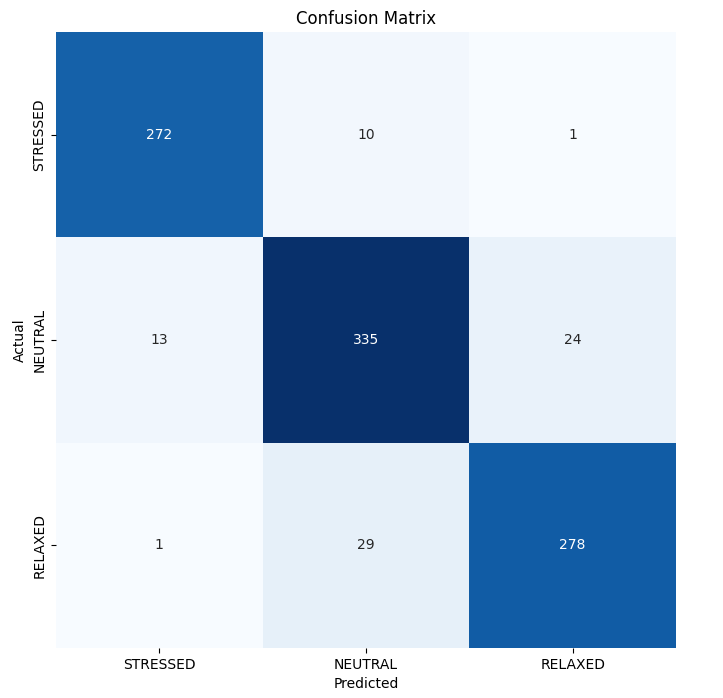 Confusion Matrix
STRESSED
272
10
1
Actual
NEUTRAL
13
335
24
RELAXED
1
29
278
STRESSED
NEUTRAL
RELAXED
Predicted